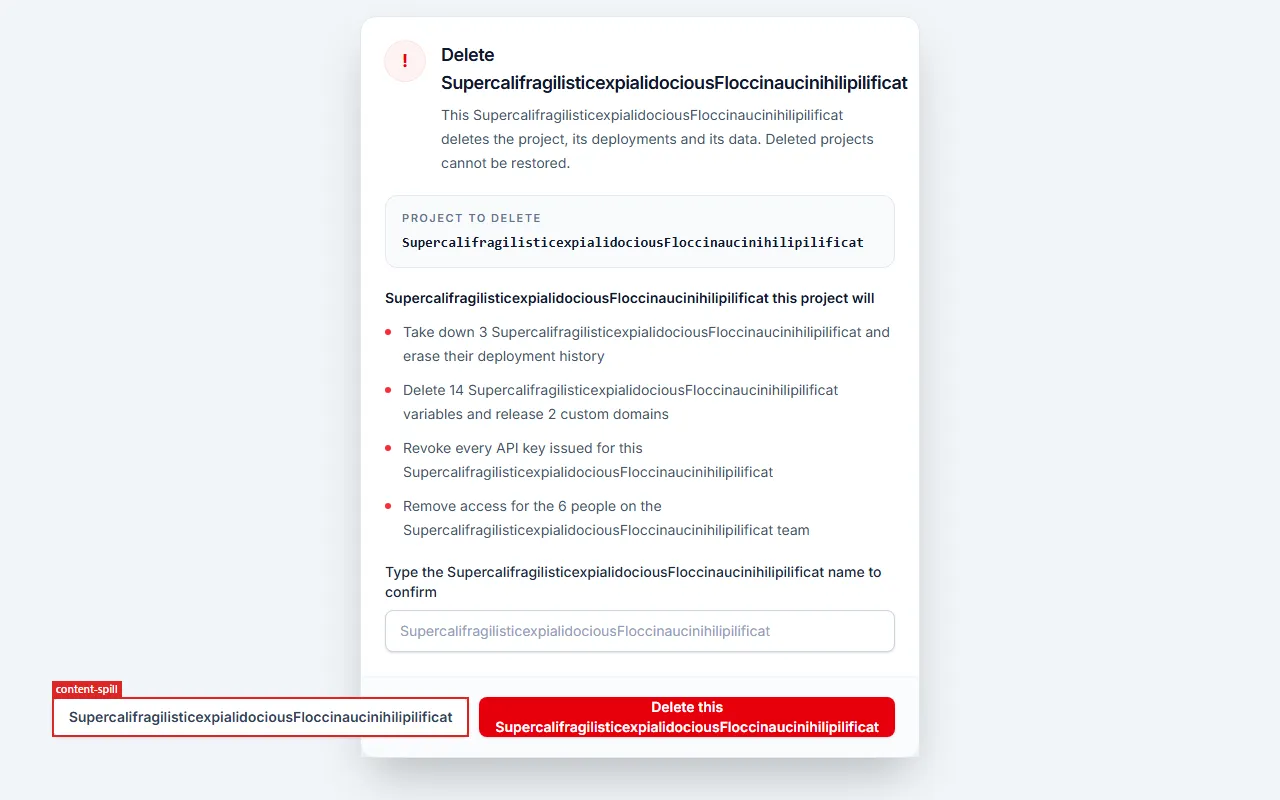 !
Delete
SupercalifragilisticexpialidociousFloccinaucinihilipilificat
This SupercalifragilisticexpialidociousFloccinaucinihilipilificat
deletes the project, its deployments and its data. Deleted projects
cannot be restored.
PROJECT TO DELETE
SupercalifragilisticexpialidociousFloccinaucinihilipilificat
SupercalifragilisticexpialidociousFloccinaucinihilipilificat this project will
Take down 3 SupercalifragilisticexpialidociousFloccinaucinihilipilificat and
erase their deployment history
Delete 14 SupercalifragilisticexpialidociousFloccinaucinihilipilificat
variables and release 2 custom domains
Revoke every API key issued for this
SupercalifragilisticexpialidociousFloccinaucinihilipilificat
Remove access for the 6 people on the
SupercalifragilisticexpialidociousFloccinaucinihilipilificat team
Type the SupercalifragilisticexpialidociousFloccinaucinihilipilificat name to
confirm
SupercalifragilisticexpialidociousFloccinaucinihilipilificat
content-spill
SupercalifragilisticexpialidociousFloccinaucinihilipilificat
Delete this
SupercalifragilisticexpialidociousFloccinaucinihilipilificat